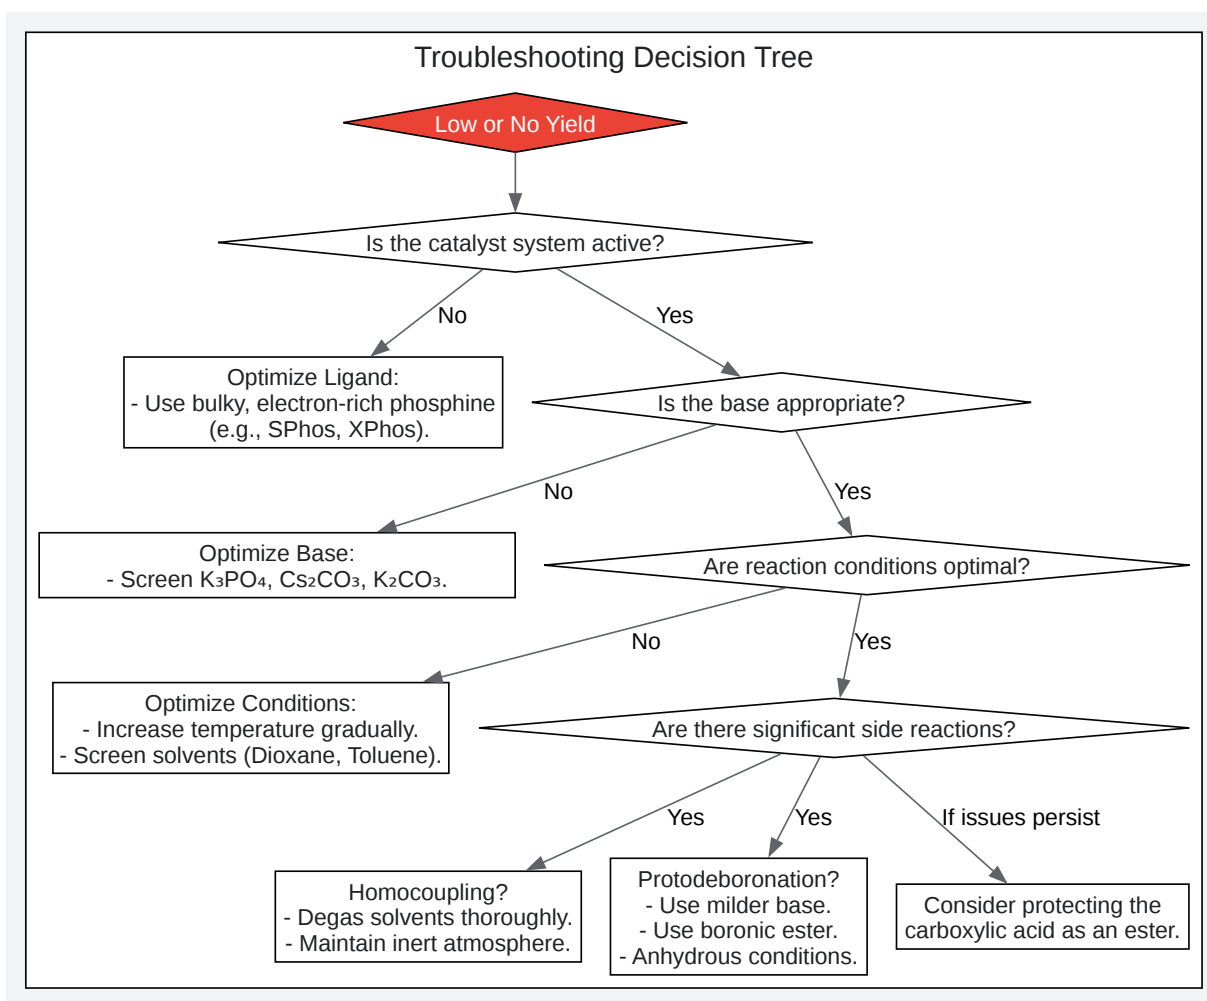 Troubleshooting Decision Tree
Low or No Yield
Is the catalyst system active?
No
Yes
Optimize Ligand:
- Use bulky, electron-rich phosphine
(e.g., SPhos, XPhos).
Is the base appropriate?
No
Yes
Optimize Base:
- Screen K₃PO₄, Cs₂CO₃, K₂CO₃.
Are reaction conditions optimal?
No
Yes
Optimize Conditions:
- Increase temperature gradually.
- Screen solvents (Dioxane, Toluene).
Are there significant side reactions?
Yes
Yes
If issues persist
Homocoupling?
- Degas solvents thoroughly.
- Maintain inert atmosphere.
Protodeboronation?
- Use milder base.
- Use boronic ester.
- Anhydrous conditions.
Consider protecting the
carboxylic acid as an ester.